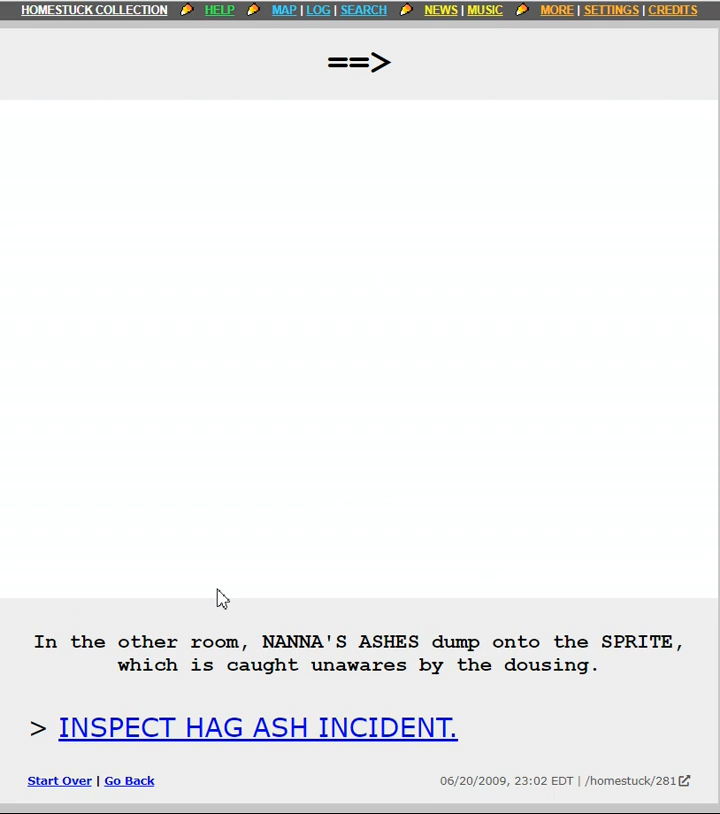 HOMESTUCK COLLECTION HELP MAP | LOG | SEARCH NEWS | MUSIC MORE | SETTINGS | CREDITS
==>
In the other room, NANNA'S ASHES dump onto the SPRITE,
which is caught unawares by the dousing.
> INSPECT HAG ASH INCIDENT.
Start Over | Go Back 06/20/2009, 23:02 EDT | /homestuck/281